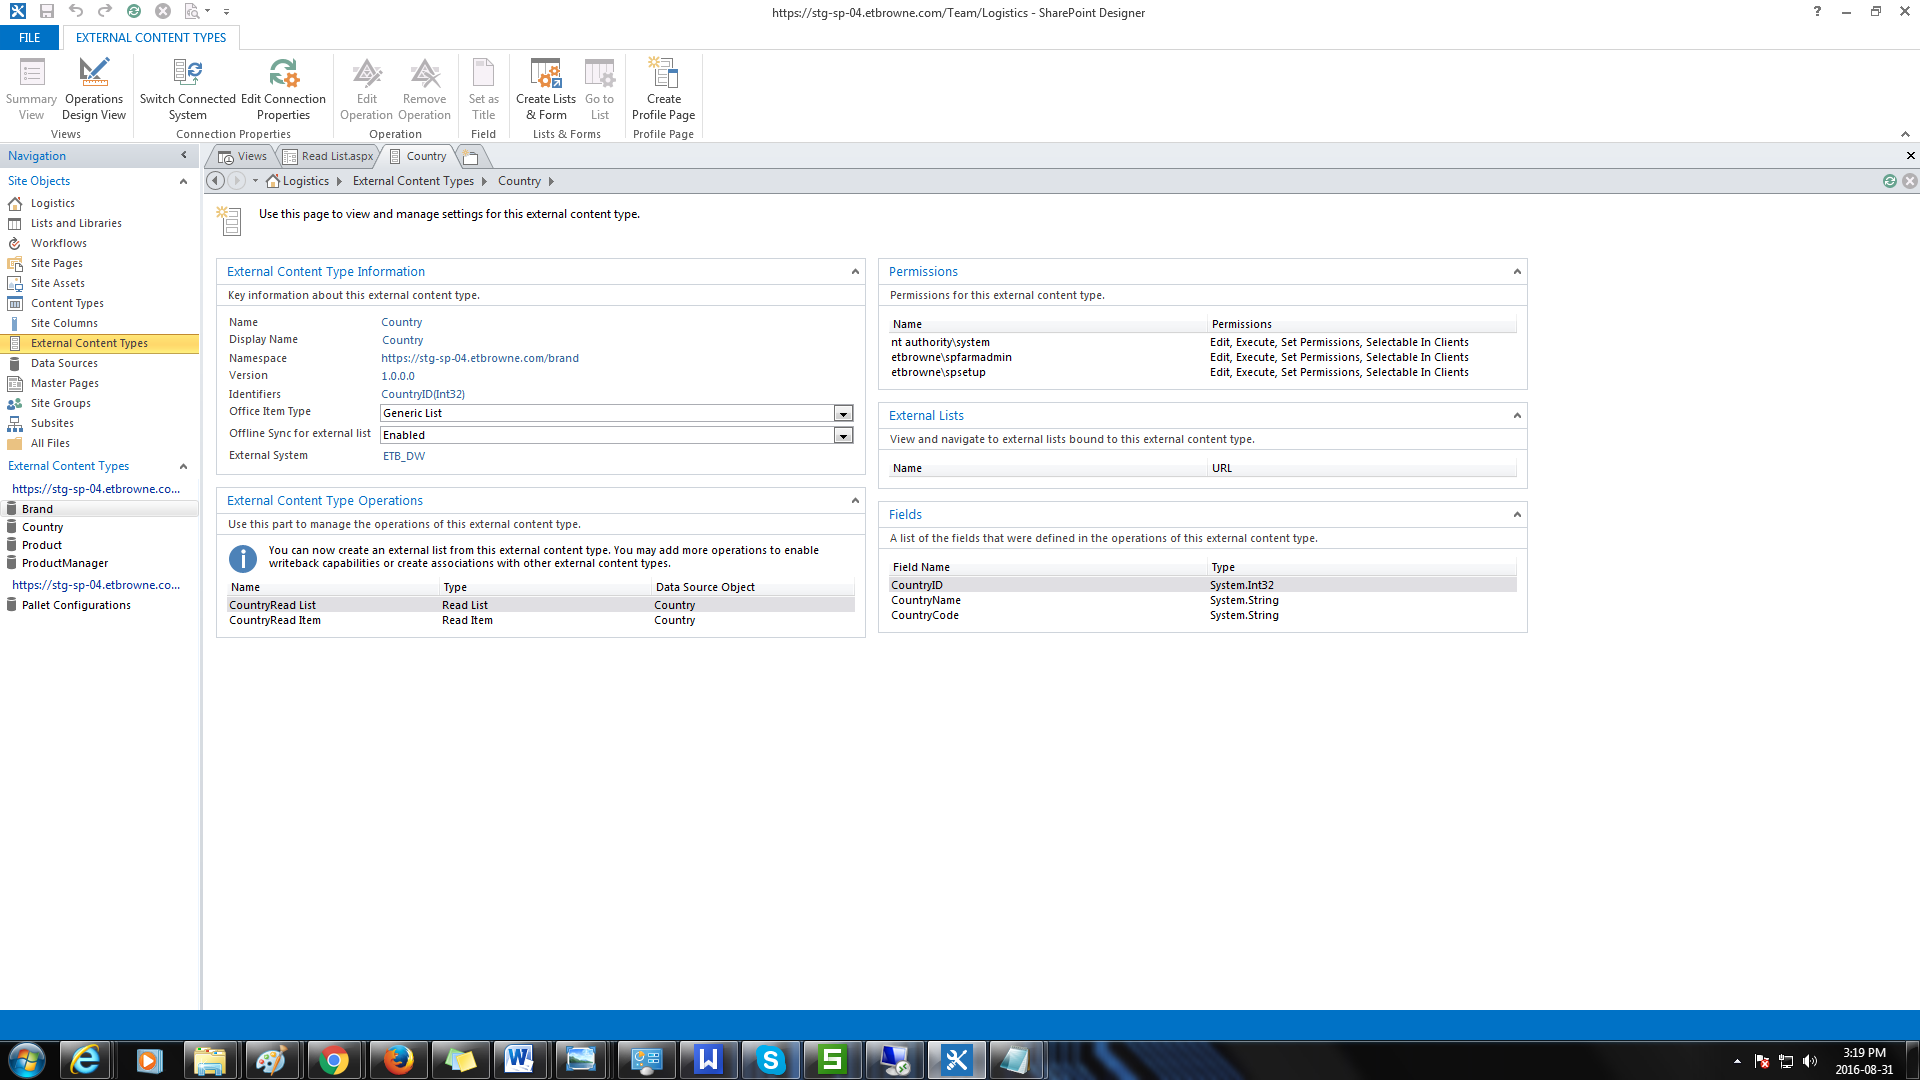 https://stg-sp-04.etbrowne.com/Team/Logistics - SharePoint Designer
FILE
EXTERNAL CONTENT TYPES
Summary View
Operations Design View
Views
Switch Connected System
Edit Connection Properties
Connection Properties
Edit Operation
Remove Operation
Operation
Set as Title
Field
Create Lists & Form
Go to List
Lists & Forms
Create Profile Page
Profile Page
Navigation
Site Objects
Logistics
Lists and Libraries
Workflows
Site Pages
Site Assets
Content Types
Site Columns
External Content Types
Data Sources
Master Pages
Site Groups
Subsites
All Files
External Content Types
https://stg-sp-04.etbrowne.co...
Brand
Country
Product
ProductManager
https://stg-sp-04.etbrowne.co...
Pallet Configurations
Views
Read List.aspx
Country
Logistics
External Content Types
Country
Use this page to view and manage settings for this external content type.
External Content Type Information
Key information about this external content type.
Name Country
Display Name Country
Namespace https://stg-sp-04.etbrowne.com/brand
Version 1.0.0.0
Identifiers CountryID(Int32)
Office Item Type Generic List
Offline Sync for external list Enabled
External System ETB_DW
External Content Type Operations
Use this part to manage the operations of this external content type.
You can now create an external list from this external content type. You may add more operations to enable
writeback capabilities or create associations with other external content types.
Name Type Data Source Object
CountryRead List Read List Country
CountryRead Item Read Item Country
Permissions
Permissions for this external content type.
Name Permissions
nt authority\system Edit, Execute, Set Permissions, Selectable In Clients
etbrowne\spfarmadmin Edit, Execute, Set Permissions, Selectable In Clients
etbrowne\spsetup Edit, Execute, Set Permissions, Selectable In Clients
External Lists
View and navigate to external lists bound to this external content type.
Name URL
Fields
A list of the fields that were defined in the operations of this external content type.
Field Name Type
CountryID System.Int32
CountryName System.String
CountryCode System.String
3:19 PM
2016-08-31